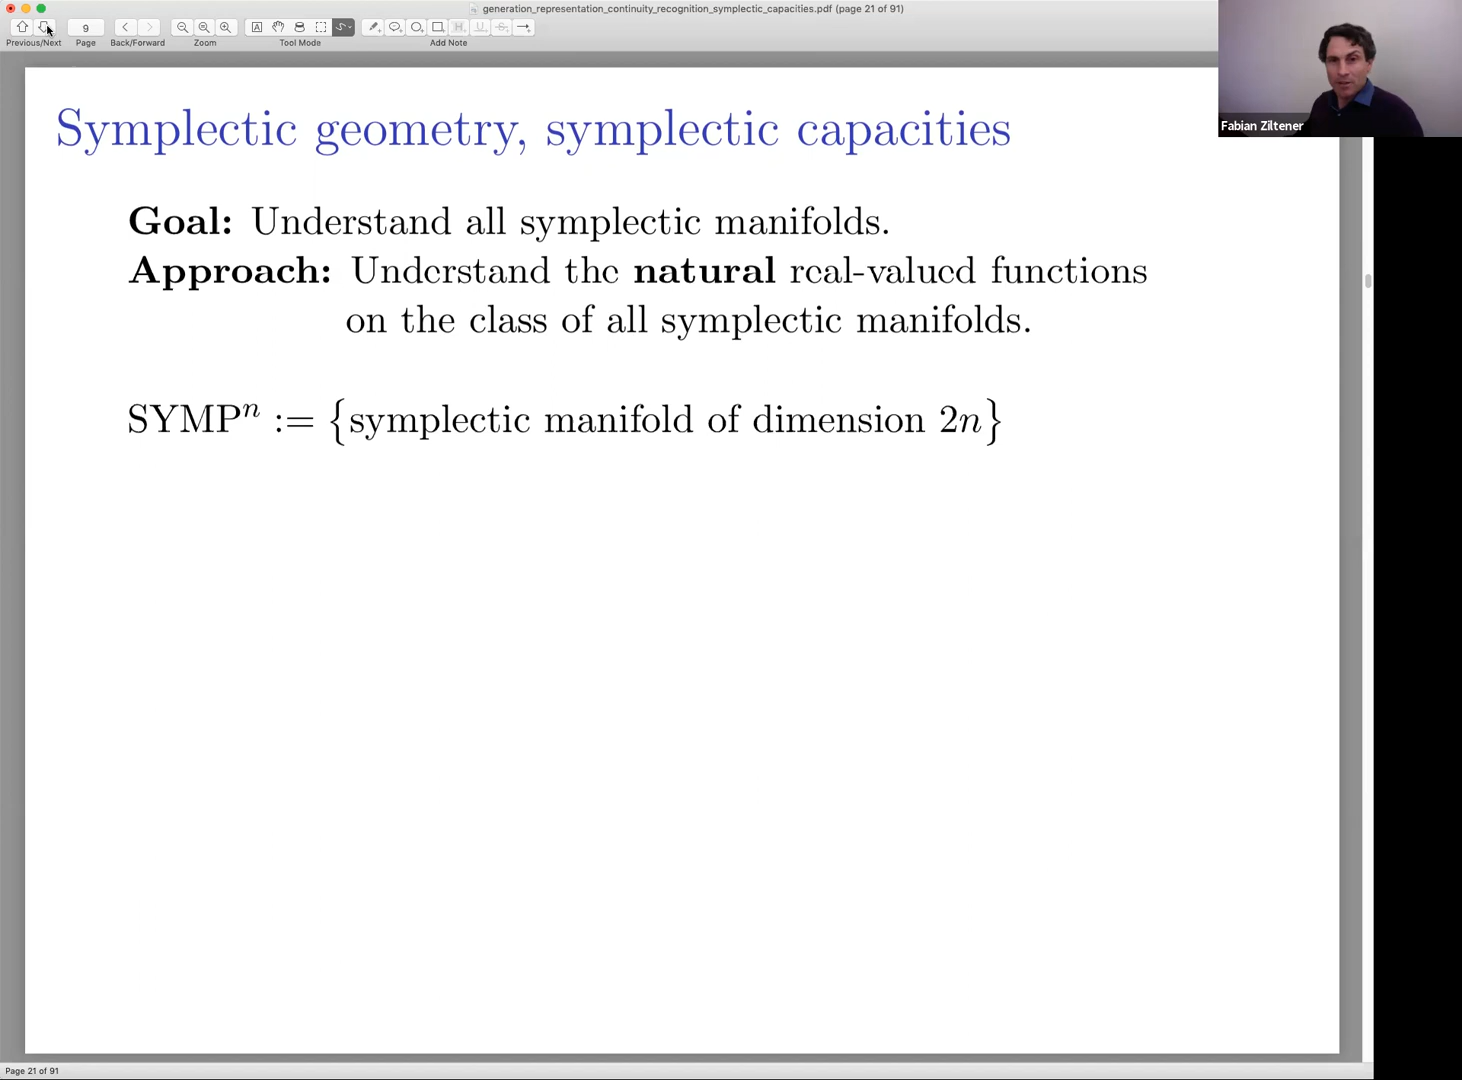 generation_representation_continuity_recognition_symplectic_capacities.pdf (page 21 of 91)
9
Previous/Next Page Back/Forward Zoom Tool Mode Add Note
Fabian Ziltener
Symplectic geometry, symplectic capacities
Goal: Understand all symplectic manifolds.
Approach: Understand the natural real-valued functions
on the class of all symplectic manifolds.
SYMPⁿ := {symplectic manifold of dimension 2n}
Page 21 of 91